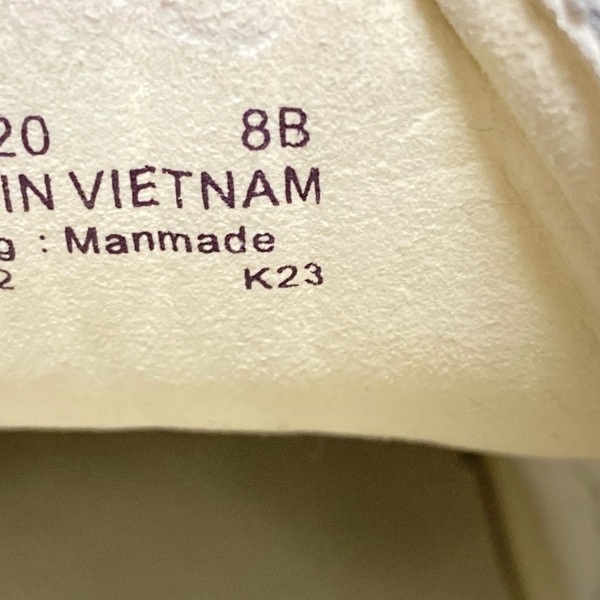 20 8B
IN VIETNAM
g : Manmade
2 K23